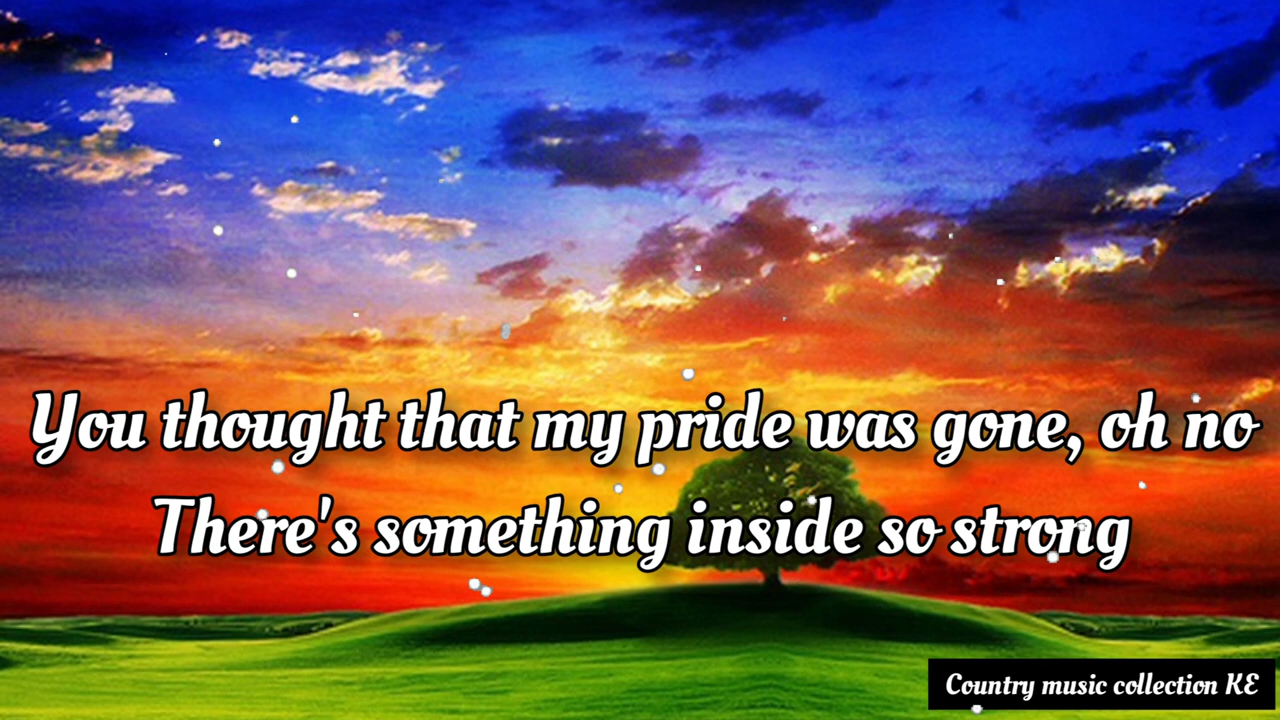 You thought that my pride was gone, oh no
There's something inside so strong
Country music collection KE